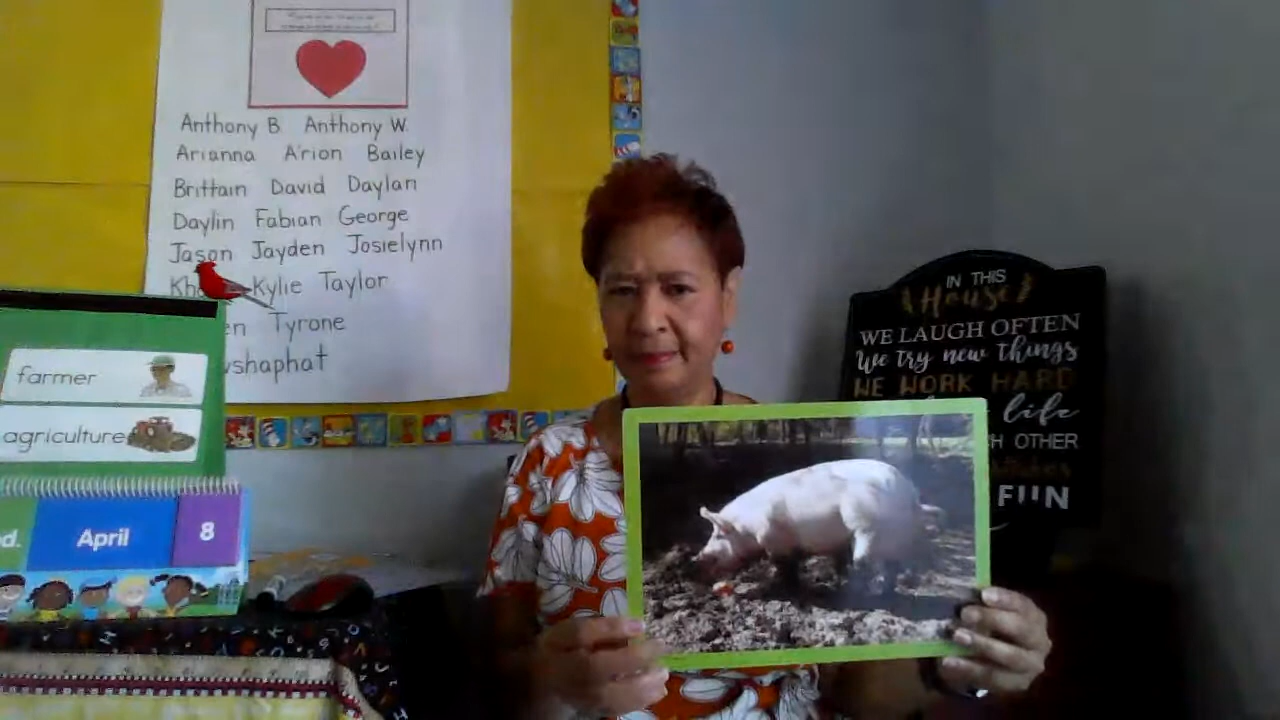 Anthony B. Anthony W.
Arianna A'rion Bailey
Brittain David Daylan
Daylin Fabian George
Jason Jayden Josielynn
Kylie Taylor
Tyrone
farmer
agriculture
April
8
IN THIS
House
WE LAUGH OFTEN
We try new things
WE WORK HARD
life
OTHER
FUN